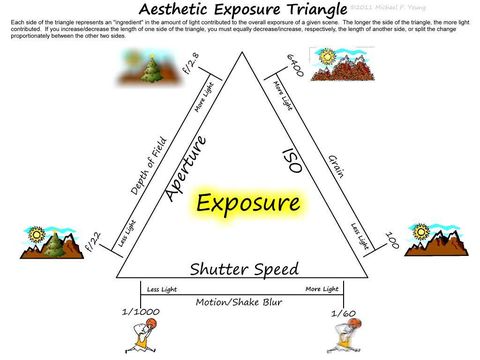 Aesthetic Exposure Triangle ©2011 Michael P. Young
Each side of the triangle represents an "ingredient" in the amount of light contributed to the overall exposure of a given scene. The longer the side of the triangle, the more light
contributed. If you increase/decrease the length of one side of the triangle, you must equally decrease/increase, respectively, the length of another side, or split the change
proportionately between the other two sides.
f/2.8
More Light
Depth of Field
Aperture
Less Light
f/22
6400
More Light
ISO
Grain
Less Light
100
Exposure
Shutter Speed
Less Light
More Light
Motion/Shake Blur
1/1000
1/60